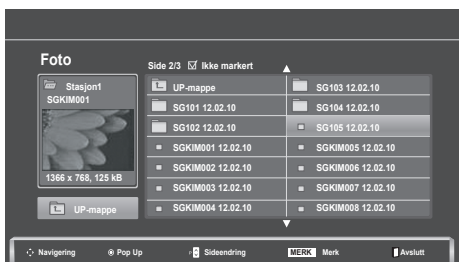 Foto
Side 2/3 Ikke markert
Stasjon1
SGKIM001
1366 x 768, 125 kB
UP-mappe
UP-mappe
SG101 12.02.10
SG102 12.02.10
SGKIM001 12.02.10
SGKIM002 12.02.10
SGKIM003 12.02.10
SGKIM004 12.02.10
SG103 12.02.10
SG104 12.02.10
SG105 12.02.10
SGKIM005 12.02.10
SGKIM006 12.02.10
SGKIM007 12.02.10
SGKIM008 12.02.10
Navigering Pop Up P Sideendring MERK Merk Avslutt